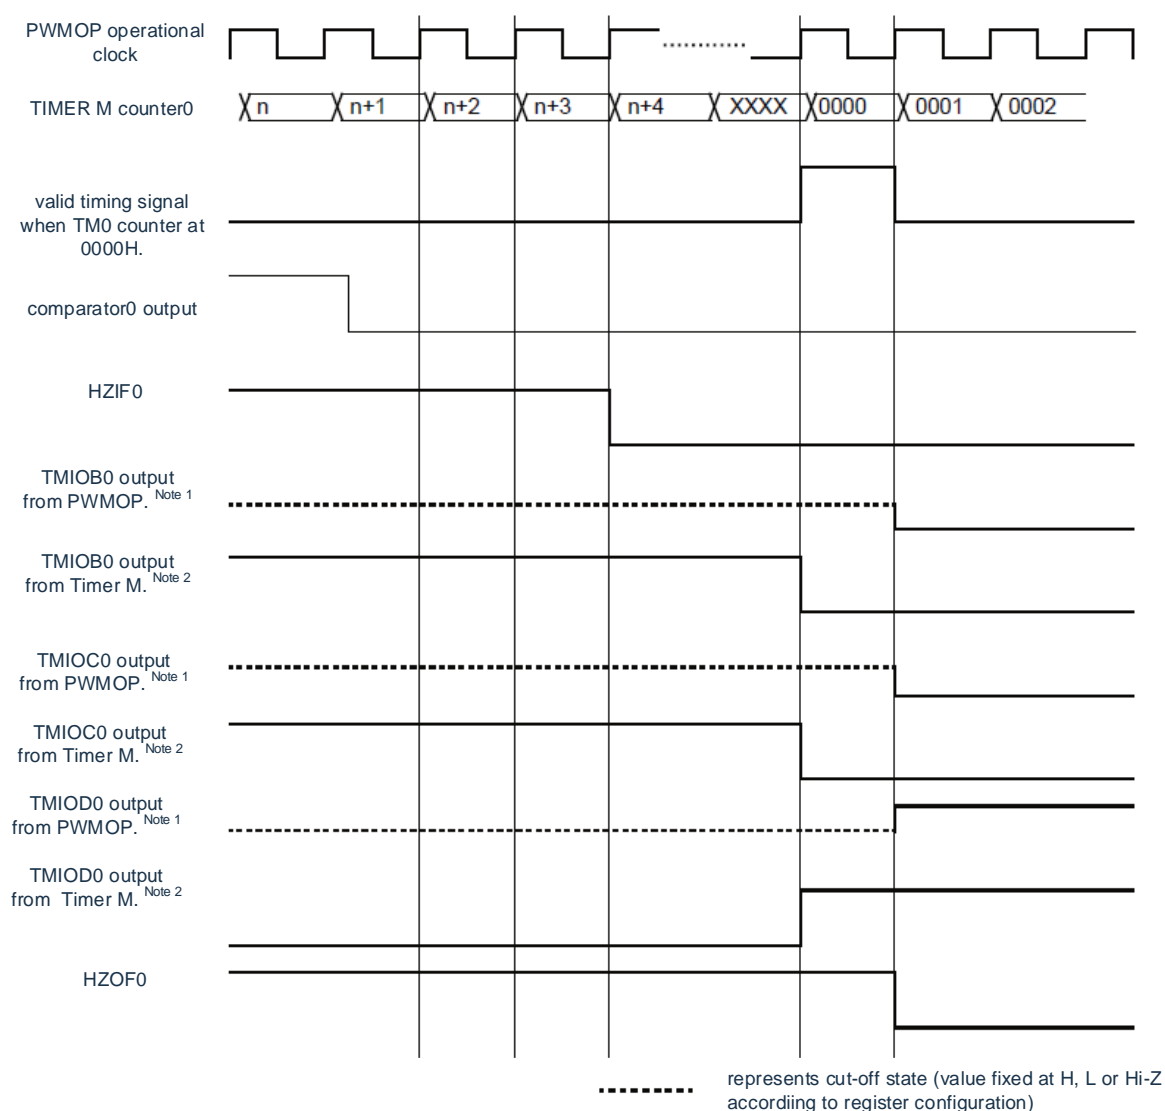 PWMOP operational
clock
TIMER M counter0
n n+1 n+2 n+3 n+4 XXXX 0000 0001 0002
valid timing signal
when TM0 counter at
0000H.
comparator0 output
HZIF0
TMIOB0 output
from PWMOP. Note 1
TMIOB0 output
from Timer M. Note 2
TMIOC0 output
from PWMOP. Note 1
TMIOC0 output
from Timer M. Note 2
TMIOD0 output
from PWMOP. Note 1
TMIOD0 output
from Timer M. Note 2
HZOF0
represents cut-off state (value fixed at H, L or Hi-Z
accordiing to register configuration)